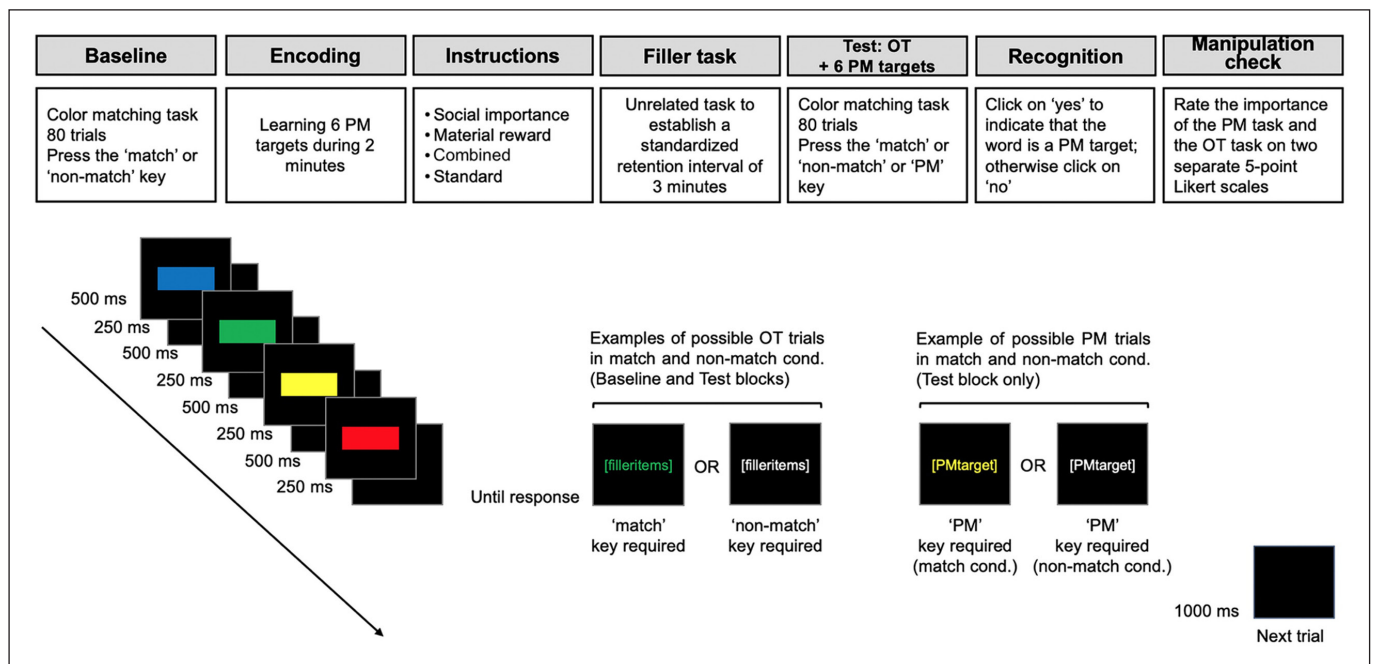 Baseline
Color matching task
80 trials
Press the ‘match’ or
‘non-match’ key
Encoding
Learning 6 PM
targets during 2
minutes
Instructions
• Social importance
• Material reward
• Combined
• Standard
Filler task
Unrelated task to
establish a
standardized
retention interval of
3 minutes
Test: OT
+ 6 PM targets
Color matching task
80 trials
Press the ‘match’ or
‘non-match’ or ‘PM’
key
Recognition
Click on ‘yes’ to
indicate that the
word is a PM target;
otherwise click on
‘no’
Manipulation
check
Rate the importance
of the PM task and
the OT task on two
separate 5-point
Likert scales
500 ms
250 ms
500 ms
250 ms
500 ms
250 ms
500 ms
250 ms
Until response
Examples of possible OT trials
in match and non-match cond.
(Baseline and Test blocks)
[filleritems]
OR
[filleritems]
‘match’
key required
‘non-match’
key required
Example of possible PM trials
in match and non-match cond.
(Test block only)
[PMtarget]
OR
[PMtarget]
‘PM’
key required
(match cond.)
‘PM’
key required
(non-match cond.)
1000 ms
Next trial